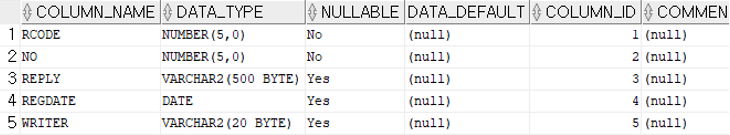 COLUMN_NAME DATA_TYPE NULLABLE DATA_DEFAULT COLUMN_ID COMMEN
1 RCODE NUMBER(5,0) No (null) 1 (null)
2 NO NUMBER(5,0) No (null) 2 (null)
3 REPLY VARCHAR2(500 BYTE) Yes (null) 3 (null)
4 REGDATE DATE Yes (null) 4 (null)
5 WRITER VARCHAR2(20 BYTE) Yes (null) 5 (null)